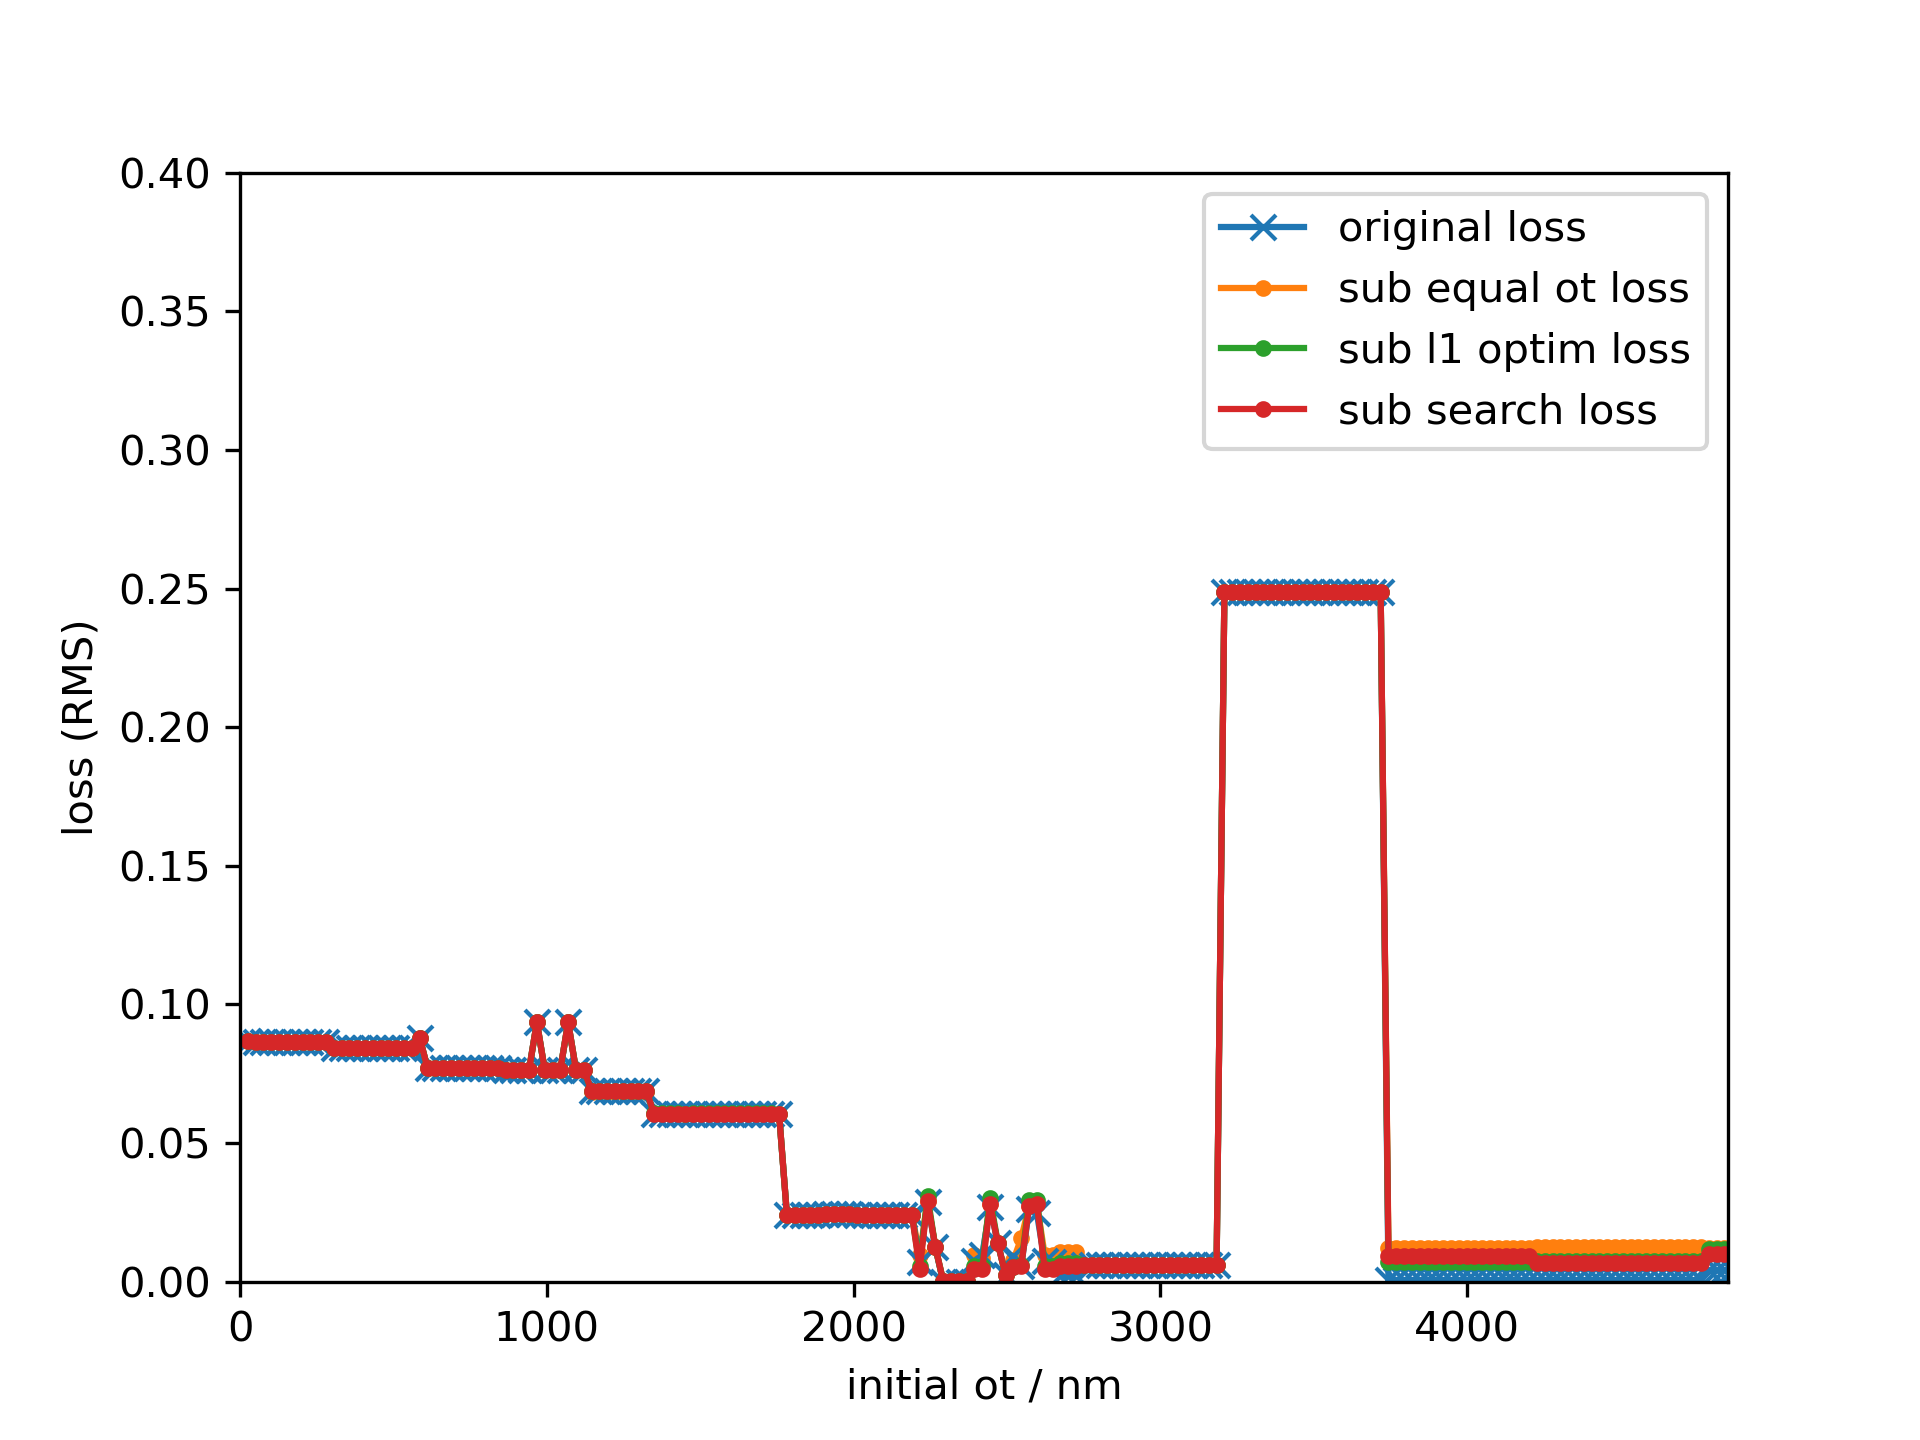 0.40
0.35
0.30
0.25
0.20
0.15
0.10
0.05
0.00
loss (RMS)
original loss
sub equal ot loss
sub l1 optim loss
sub search loss
0 1000 2000 3000 4000
initial ot / nm